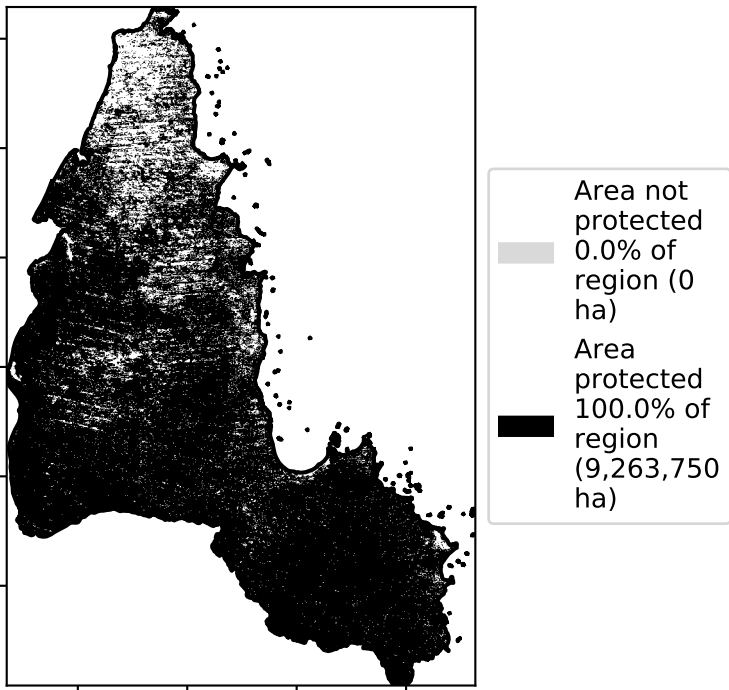 Area not
protected
0.0% of
region (0
ha)
Area
protected
100.0% of
region
(9,263,750
ha)